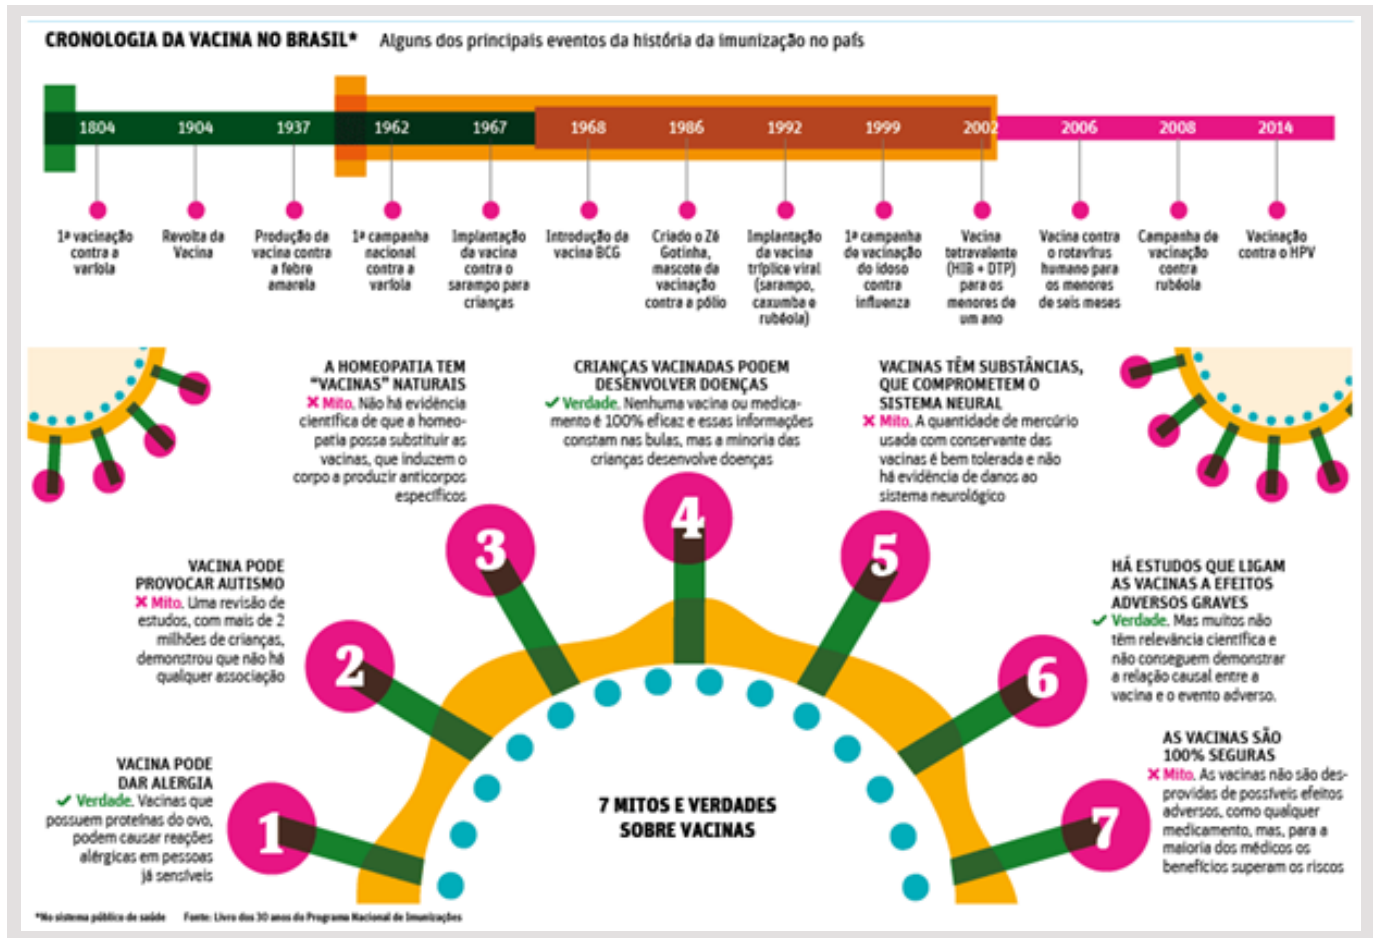 CRONOLOGIA DA VACINA NO BRASIL* Alguns dos principais eventos da história da imunização no país
1804 1904 1937 1962 1967 1968 1986 1992 1999 2002 2006 2008 2014
1ª vacinação
contra a
varíola
Revolta da
Vacina
Produção da
vacina contra
a febre
amarela
1ª campanha
nacional
contra a
varíola
Implantação
da vacina
contra o
sarampo para
crianças
Introdução da
vacina BCG
Criado o Zé
Gotinha,
mascote da
vacinação
contra a pólio
Implantação
da vacina
tríplice viral
(sarampo,
caxumba e
rubéola)
1ª campanha
de vacinação
do idoso
contra
influenza
Vacina
tetravalente
(HIB + DTP)
para os
menores de
um ano
Vacina contra
o rotavírus
humano para
os menores
de seis meses
Campanha de
vacinação
contra
rubéola
Vacinação
contra o HPV
7 MITOS E VERDADES
SOBRE VACINAS
1
VACINA PODE
DAR ALERGIA
Verdade. Vacinas que
possuem proteínas do ovo,
podem causar reações
alérgicas em pessoas
já sensíveis
2
VACINA PODE
PROVOCAR AUTISMO
Mito. Uma revisão de
estudos, com mais de 2
milhões de crianças,
demonstrou que não há
qualquer associação
3
A HOMEOPATIA TEM
"VACINAS" NATURAIS
Mito. Não há evidência
científica de que a homeo-
patia possa substituir as
vacinas, que induzem o
corpo a produzir anticorpos
específicos
4
CRIANÇAS VACINADAS PODEM
DESENVOLVER DOENÇAS
Verdade. Nenhuma vacina ou medica-
mento é 100% eficaz e essas informações
constam nas bulas, mas a minoria das
crianças desenvolve doenças
5
VACINAS TÊM SUBSTÂNCIAS,
QUE COMPROMETEM O
SISTEMA NEURAL
Mito. A quantidade de mercúrio
usada com conservante das
vacinas é bem tolerada e não
há evidência de danos ao
sistema neurológico
6
HÁ ESTUDOS QUE LIGAM
AS VACINAS A EFEITOS
ADVERSOS GRAVES
Verdade. Mas muitos não
têm relevância científica e
não conseguem demonstrar
a relação causal entre a
vacina e o evento adverso.
7
AS VACINAS SÃO
100% SEGURAS
Mito. As vacinas não são des-
providas de possíveis efeitos
adversos, como qualquer
medicamento, mas, para a
maioria dos médicos os
benefícios superam os riscos
*No sistema público de saúde Fonte: Livro dos 30 anos do Programa Nacional de Imunizações